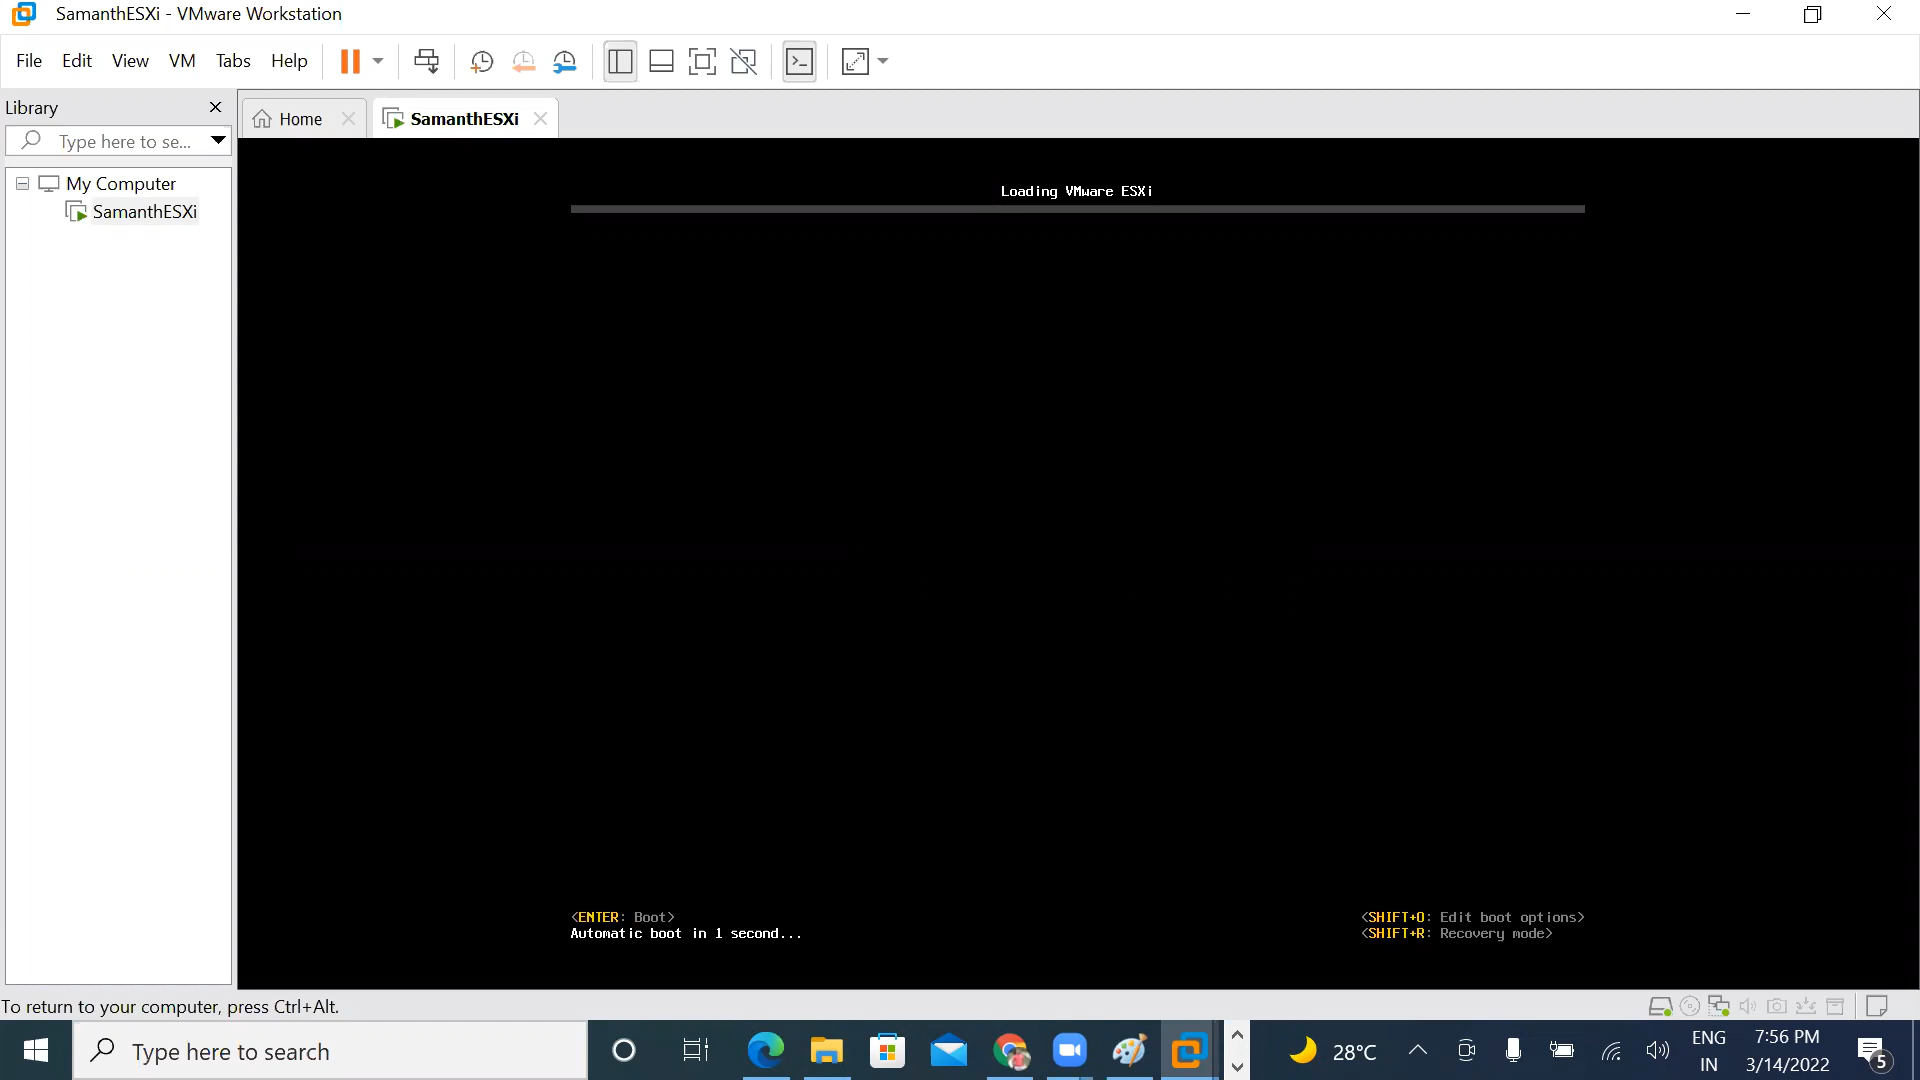 SamanthESXi - VMware Workstation
File Edit View VM Tabs Help
Library
Type here to se...
Home
SamanthESXi
My Computer
SamanthESXi
Loading VMware ESXi
<ENTER: Boot>
Automatic boot in 1 second...
<SHIFT+O: Edit boot options>
<SHIFT+R: Recovery mode>
To return to your computer, press Ctrl+Alt.
Type here to search
28°C
ENG
IN
7:56 PM
3/14/2022
5